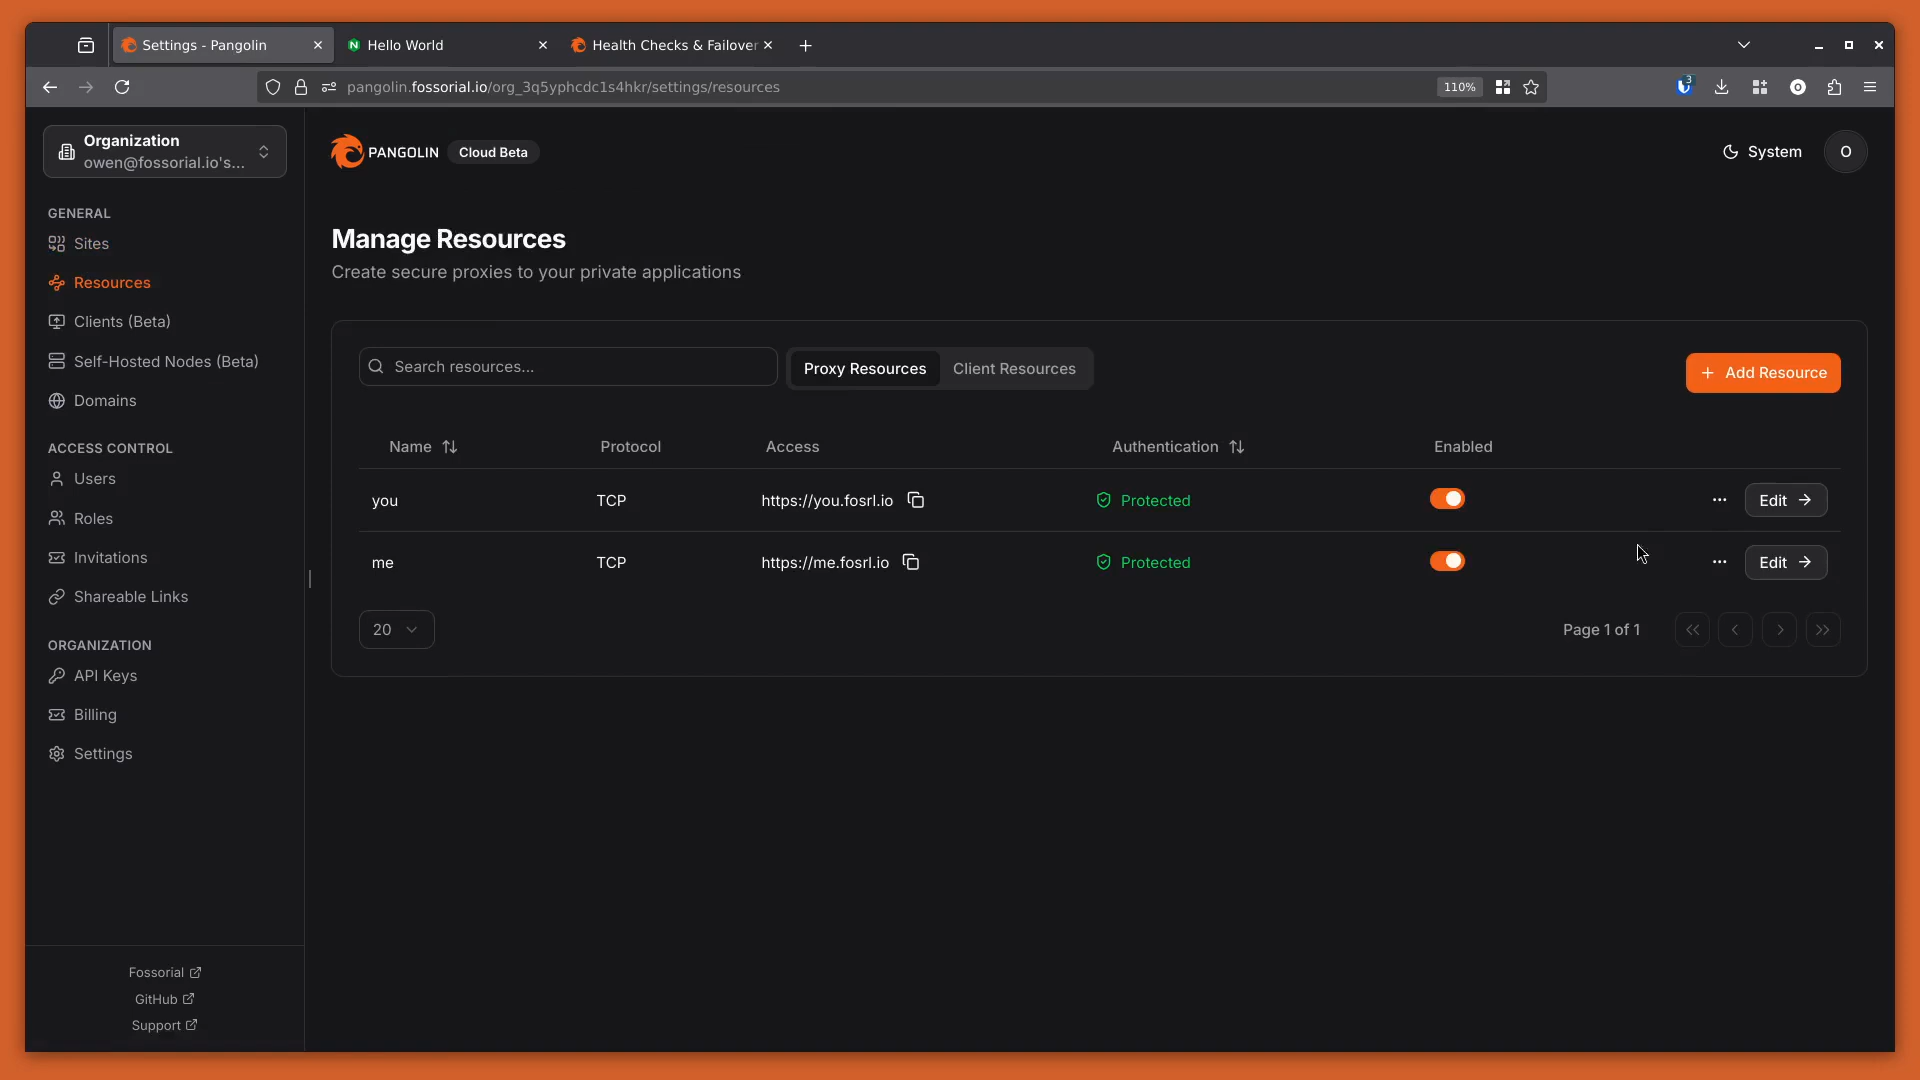 Settings - Pangolin
Hello World
Health Checks & Failover
pangolin.fossorial.io/org_3q5yphcdc1s4hkr/settings/resources
110%
3
O
Organization
owen@fossorial.io's...
PANGOLIN
Cloud Beta
System
O
GENERAL
Sites
Resources
Clients (Beta)
Self-Hosted Nodes (Beta)
Domains
ACCESS CONTROL
Users
Roles
Invitations
Shareable Links
ORGANIZATION
API Keys
Billing
Settings
Fossorial
GitHub
Support
Manage Resources
Create secure proxies to your private applications
Search resources...
Proxy Resources
Client Resources
Add Resource
Name Protocol Access Authentication Enabled
you TCP https://you.fosrl.io Protected Edit
me TCP https://me.fosrl.io Protected Edit
20
Page 1 of 1